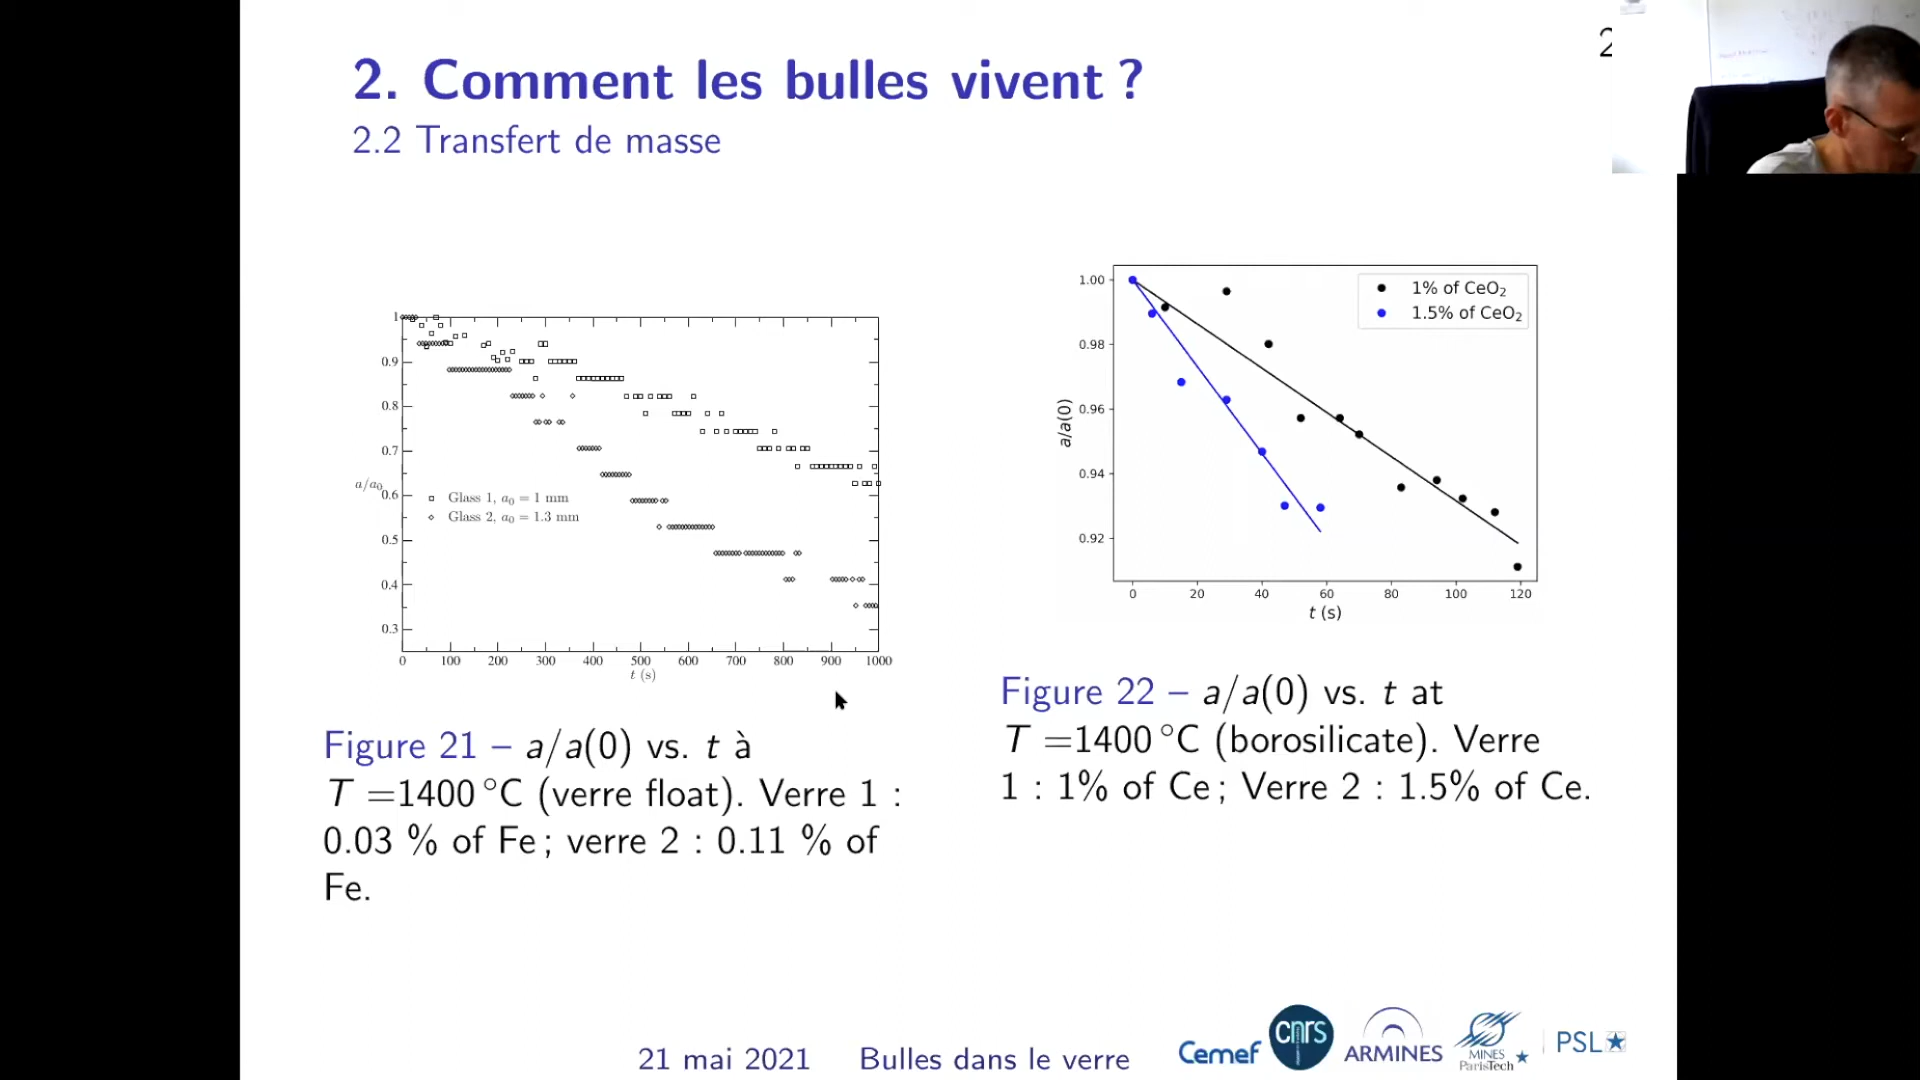 2. Comment les bulles vivent ?
2.2 Transfert de masse
2
1
0.9
0.8
0.7
a/a0
0.6
0.5
0.4
0.3
□ Glass 1, a0 = 1 mm
◇ Glass 2, a0 = 1.3 mm
0 100 200 300 400 500 600 700 800 900 1000
t (s)
Figure 21 – a/a(0) vs. t à
T =1400 °C (verre float). Verre 1 :
0.03 % of Fe ; verre 2 : 0.11 % of
Fe.
1.00
0.98
0.96
a/a(0)
0.94
0.92
1% of CeO2
1.5% of CeO2
0 20 40 60 80 100 120
t (s)
Figure 22 – a/a(0) vs. t at
T =1400 °C (borosilicate). Verre
1 : 1% of Ce ; Verre 2 : 1.5% of Ce.
21 mai 2021 Bulles dans le verre
Cemef
cnrs
ARMINES
MINES
ParisTech
PSL